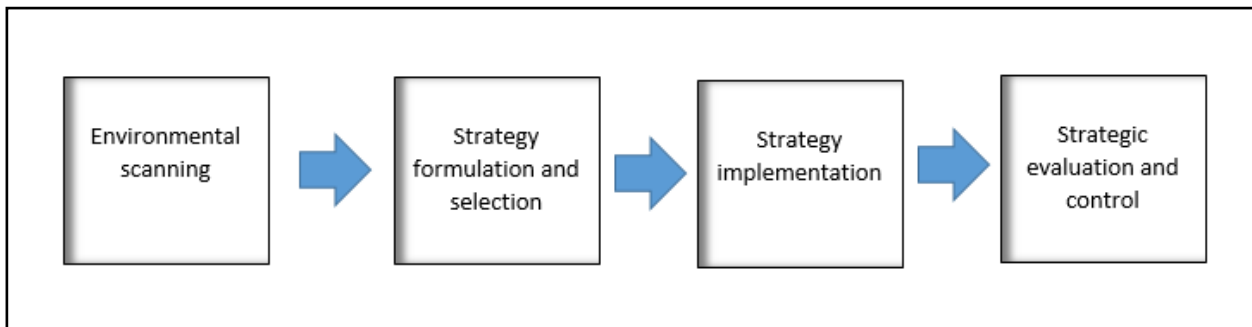 Environmental
scanning
Strategy
formulation and
selection
Strategy
implementation
Strategic
evaluation and
control